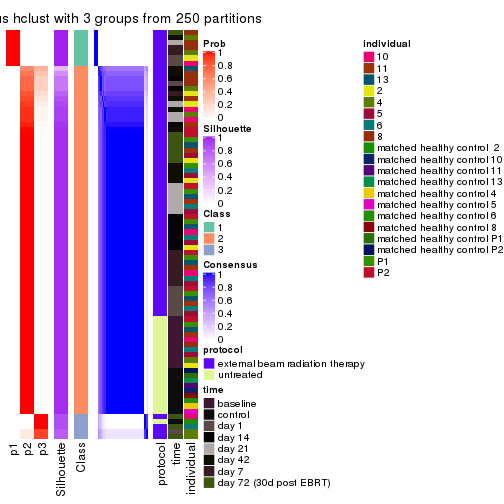 us hclust with 3 groups from 250 partitions
Prob
1
0.8
0.6
0.4
0.2
0
Silhouette
1
0.8
0.6
0.4
0.2
0
Class
1
2
3
Consensus
1
0.8
0.6
0.4
0.2
0
protocol
external beam radiation therapy
untreated
time
baseline
control
day 1
day 14
day 21
day 42
day 7
day 72 (30d post EBRT)
individual
10
11
13
2
4
5
6
8
matched healthy control 2
matched healthy control 10
matched healthy control 11
matched healthy control 13
matched healthy control 4
matched healthy control 5
matched healthy control 6
matched healthy control 8
matched healthy control P1
matched healthy control P2
P1
P2
p1
p2
p3
Silhouette
Class
protocol
time
individual